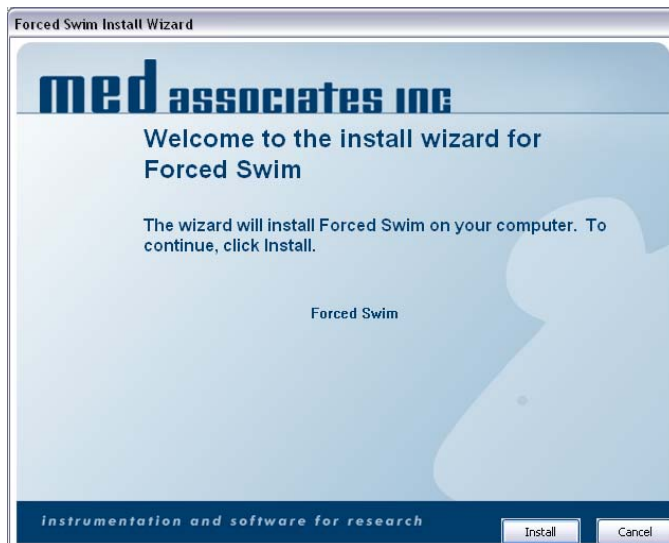 Forced Swim Install Wizard
med associates inc
Welcome to the install wizard for
Forced Swim
The wizard will install Forced Swim on your computer. To
continue, click Install.
Forced Swim
instrumentation and software for research
Install
Cancel